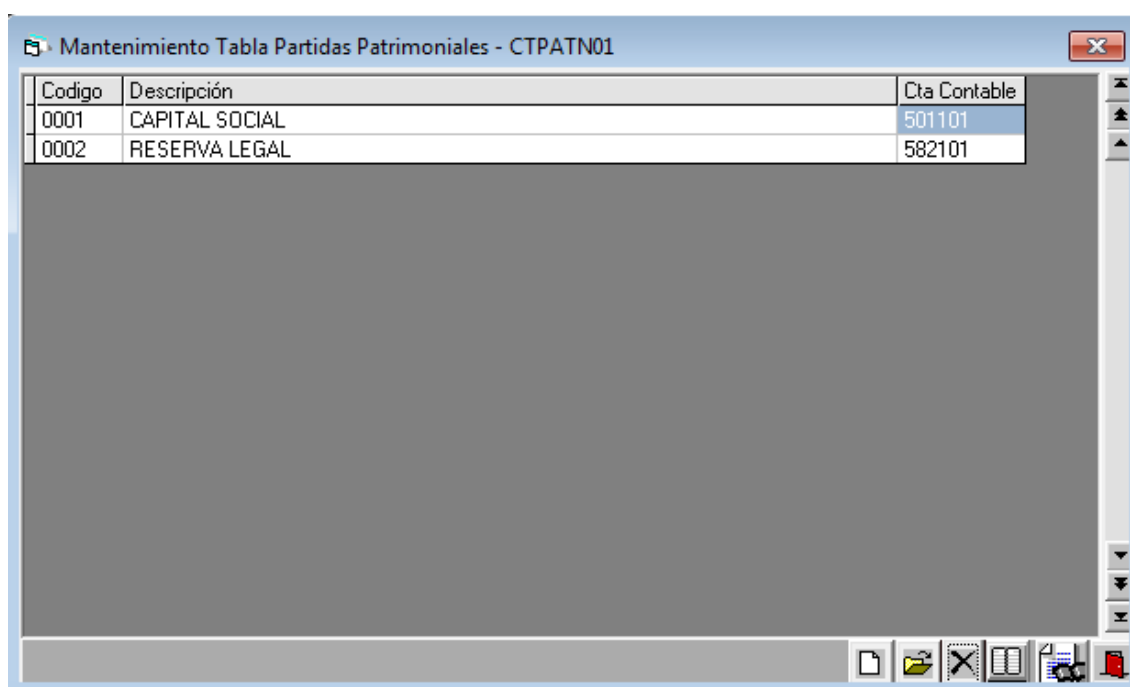 Mantenimiento Tabla Partidas Patrimoniales - CTPATN01
Codigo Descripción Cta Contable
0001 CAPITAL SOCIAL 501101
0002 RESERVA LEGAL 582101